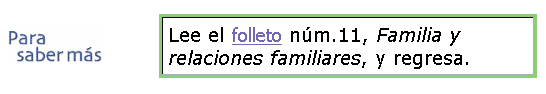 Para
saber más
Lee el folleto núm.11, Familia y
relaciones familiares, y regresa.